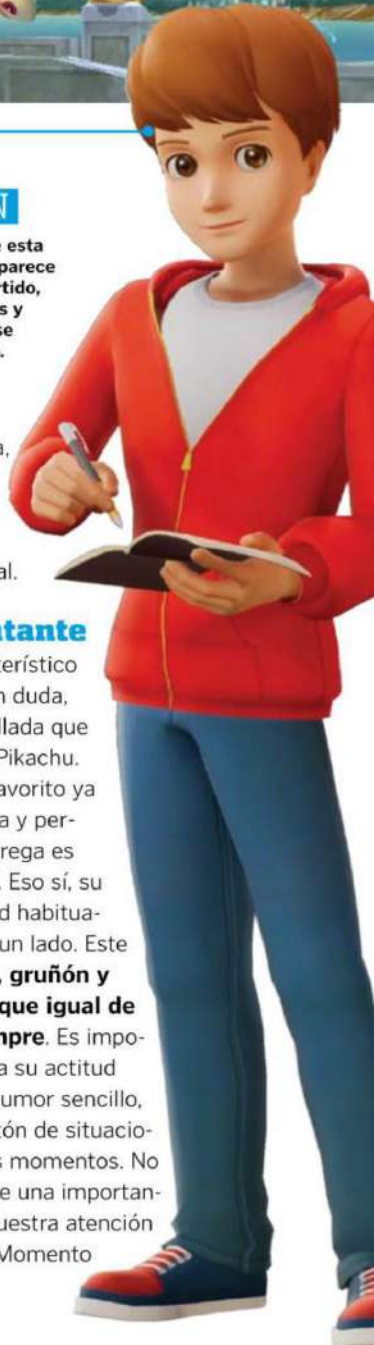 esta
parece
rtido,
s y
se
al.
tante
terístico
n duda,
llada que
Pikachu.
avorito ya
a y per-
rega es
. Eso sí, su
d habitua-
un lado. Este
, gruñón y
que igual de
mpre. Es impo-
a su actitud
umor sencillo,
tón de situacio-
s momentos. No
e una importan-
uestra atención
Momento